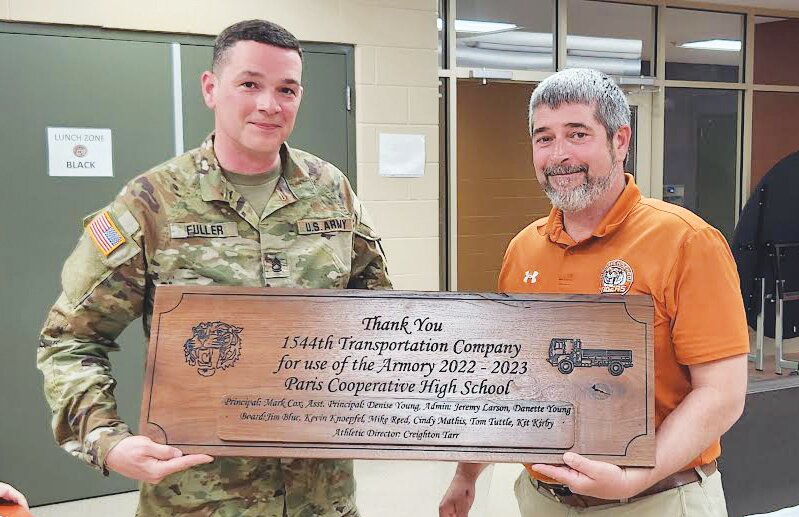 LUNCH ZONE
BLACK
FULLER
U.S. ARMY
TIGERS
Thank You
1544th Transportation Company
for use of the Armory 2022 - 2023
Paris Cooperative High School
Principal: Mark Cox, Asst. Principal: Denise Young, Admin: Jeremy Larson, Danette Young
Board: Jim Blue, Kevin Knoepfel, Mike Reed, Cindy Mathis, Tom Tuttle, Kit Kirby
Athletic Director: Creighton Tarr